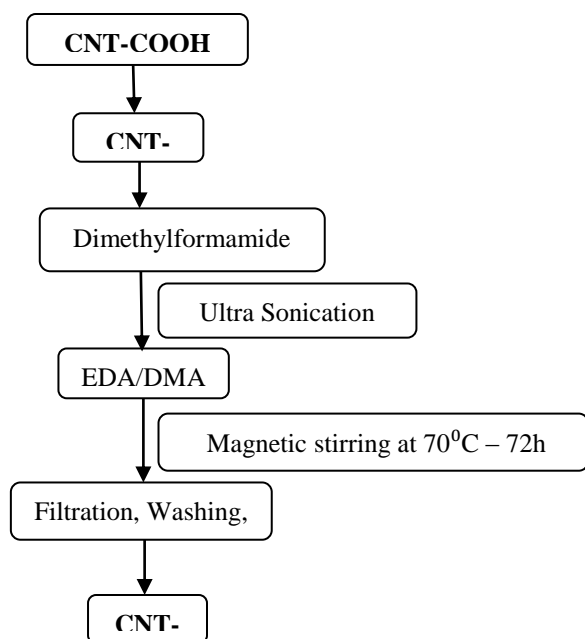 CNT-COOH
CNT-
Dimethylformamide
Ultra Sonication
EDA/DMA
Magnetic stirring at 70⁰C – 72h
Filtration, Washing,
CNT-